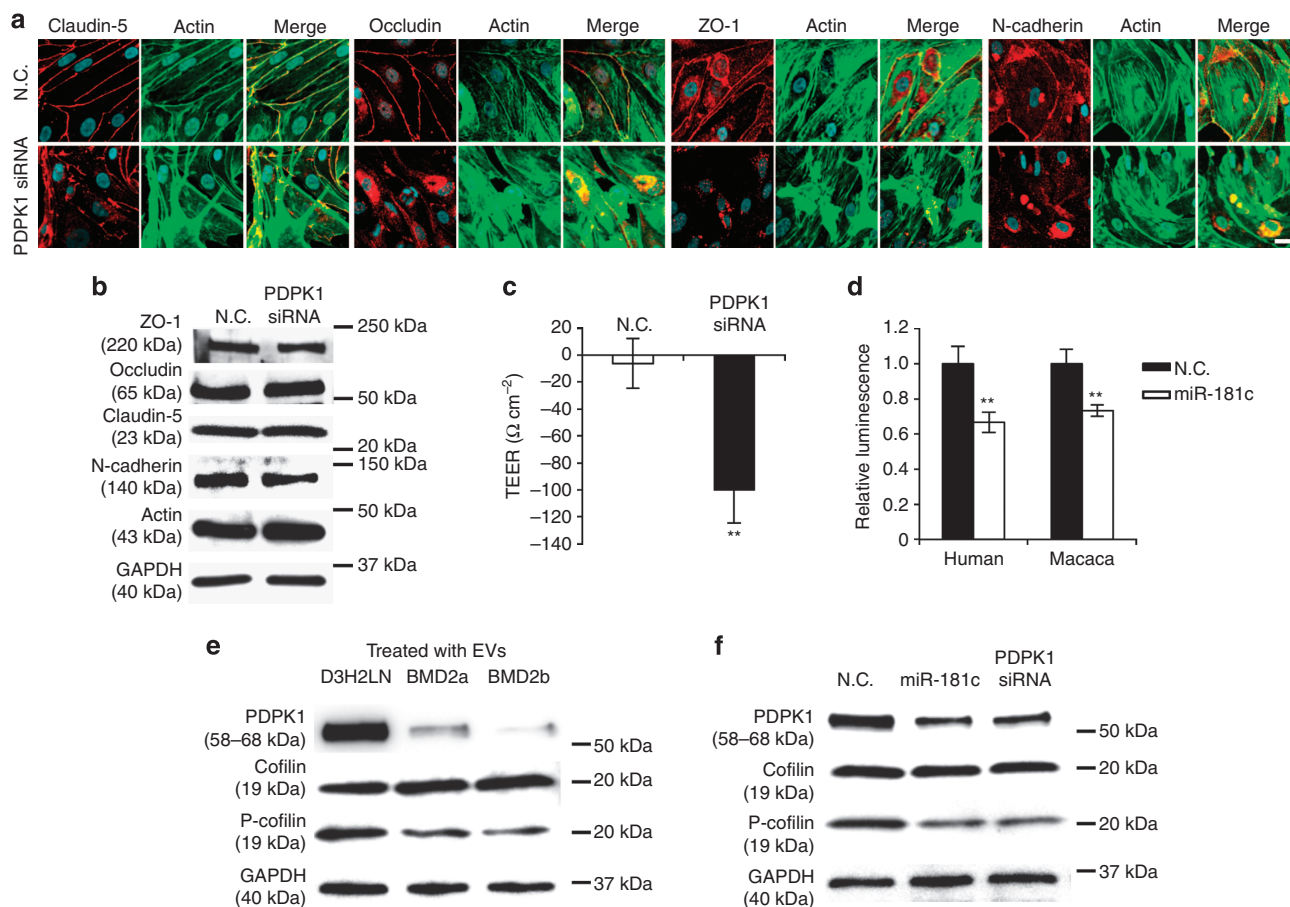 a
Claudin-5 Actin Merge Occludin Actin Merge ZO-1 Actin Merge N-cadherin Actin Merge
N.C.
PDPK1 siRNA
b
N.C. PDPK1 siRNA
ZO-1
(220 kDa)
250 kDa
Occludin
(65 kDa)
50 kDa
Claudin-5
(23 kDa)
20 kDa
N-cadherin
(140 kDa)
150 kDa
Actin
(43 kDa)
50 kDa
GAPDH
(40 kDa)
37 kDa
c
N.C. PDPK1 siRNA
TEER (Ω cm⁻²)
20
0
−20
−40
−60
−80
−100
−120
−140
**
d
Relative luminescence
1.2
1.0
0.8
0.6
0.4
0.2
0
** **
Human Macaca
N.C.
miR-181c
e
Treated with EVs
D3H2LN BMD2a BMD2b
PDPK1
(58–68 kDa)
50 kDa
Cofilin
(19 kDa)
20 kDa
P-cofilin
(19 kDa)
20 kDa
GAPDH
(40 kDa)
37 kDa
f
N.C. miR-181c PDPK1 siRNA
PDPK1
(58–68 kDa)
50 kDa
Cofilin
(19 kDa)
20 kDa
P-cofilin
(19 kDa)
20 kDa
GAPDH
(40 kDa)
37 kDa